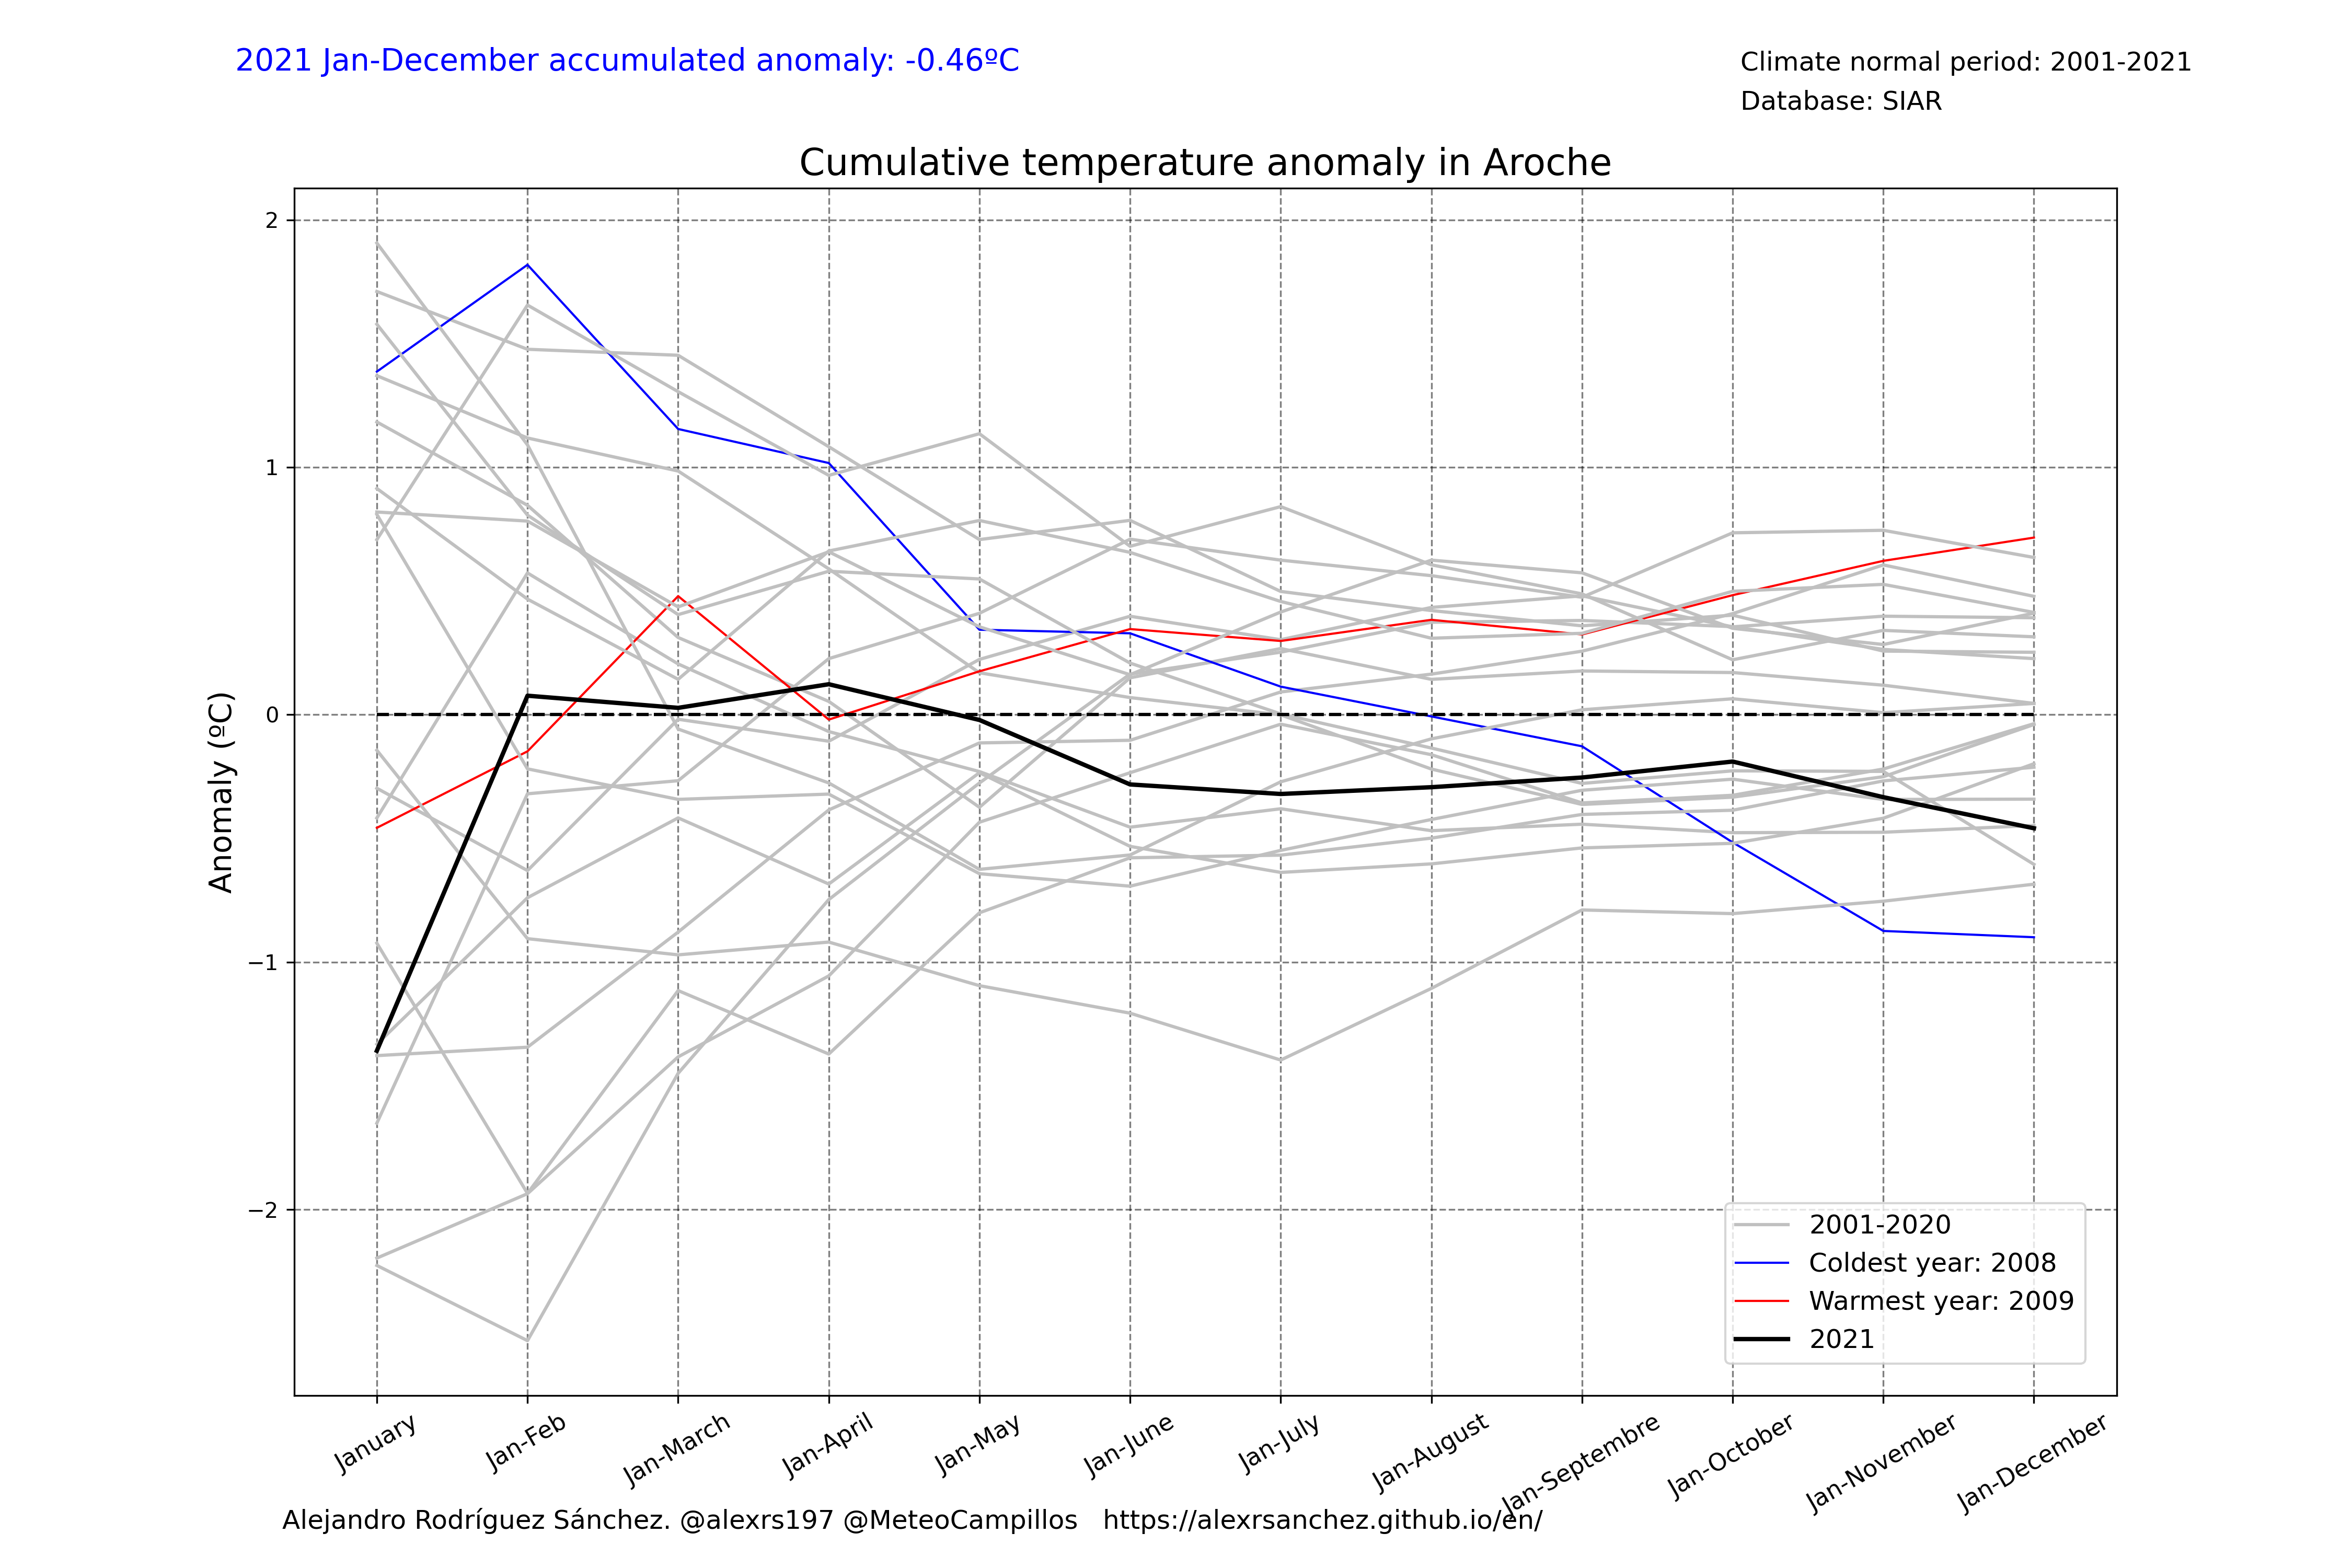 2021 Jan-December accumulated anomaly: -0.46ºC
Climate normal period: 2001-2021
Database: SIAR
Cumulative temperature anomaly in Aroche
Anomaly (ºC)
2
1
0
−1
−2
2001-2020
Coldest year: 2008
Warmest year: 2009
2021
January
Jan-Feb
Jan-March
Jan-April
Jan-May
Jan-June
Jan-July
Jan-August
Jan-Septembre
Jan-October
Jan-November
Jan-December
Alejandro Rodríguez Sánchez. @alexrs197 @MeteoCampillos   https://alexrsanchez.github.io/en/